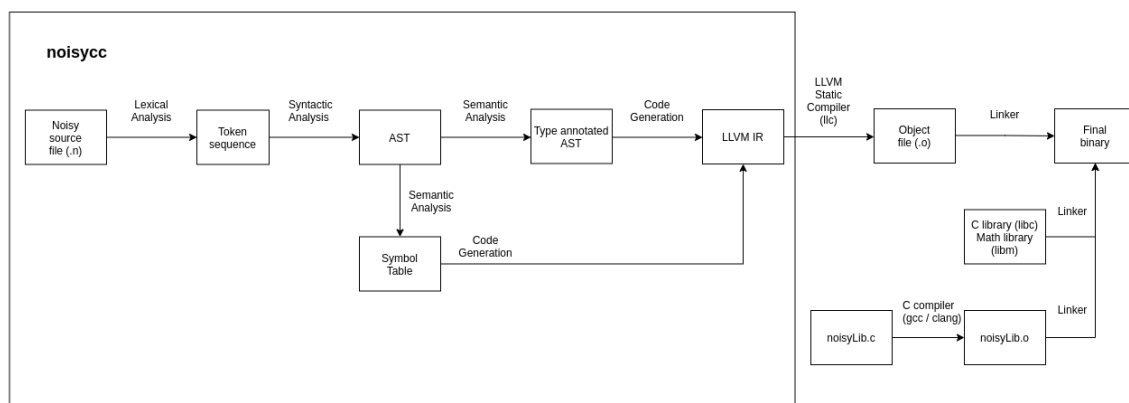 noisycc
Noisy
source
file (.n)
Lexical
Analysis
Token
sequence
Syntactic
Analysis
AST
Semantic
Analysis
Type annotated
AST
Code
Generation
LLVM IR
LLVM
Static
Compiler
(llc)
Object
file (.o)
Linker
Final
binary
Semantic
Analysis
Symbol
Table
Code
Generation
C library (libc)
Math library
(libm)
Linker
noisyLib.c
C compiler
(gcc / clang)
noisyLib.o
Linker